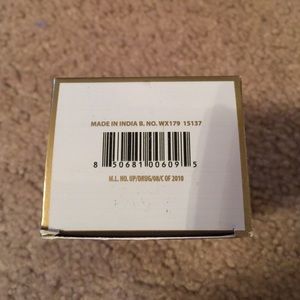 MADE IN INDIA B. NO. WX179 15137
8 50681 00609 5
M.L. NO. UP/DRUG/08/C OF 2010